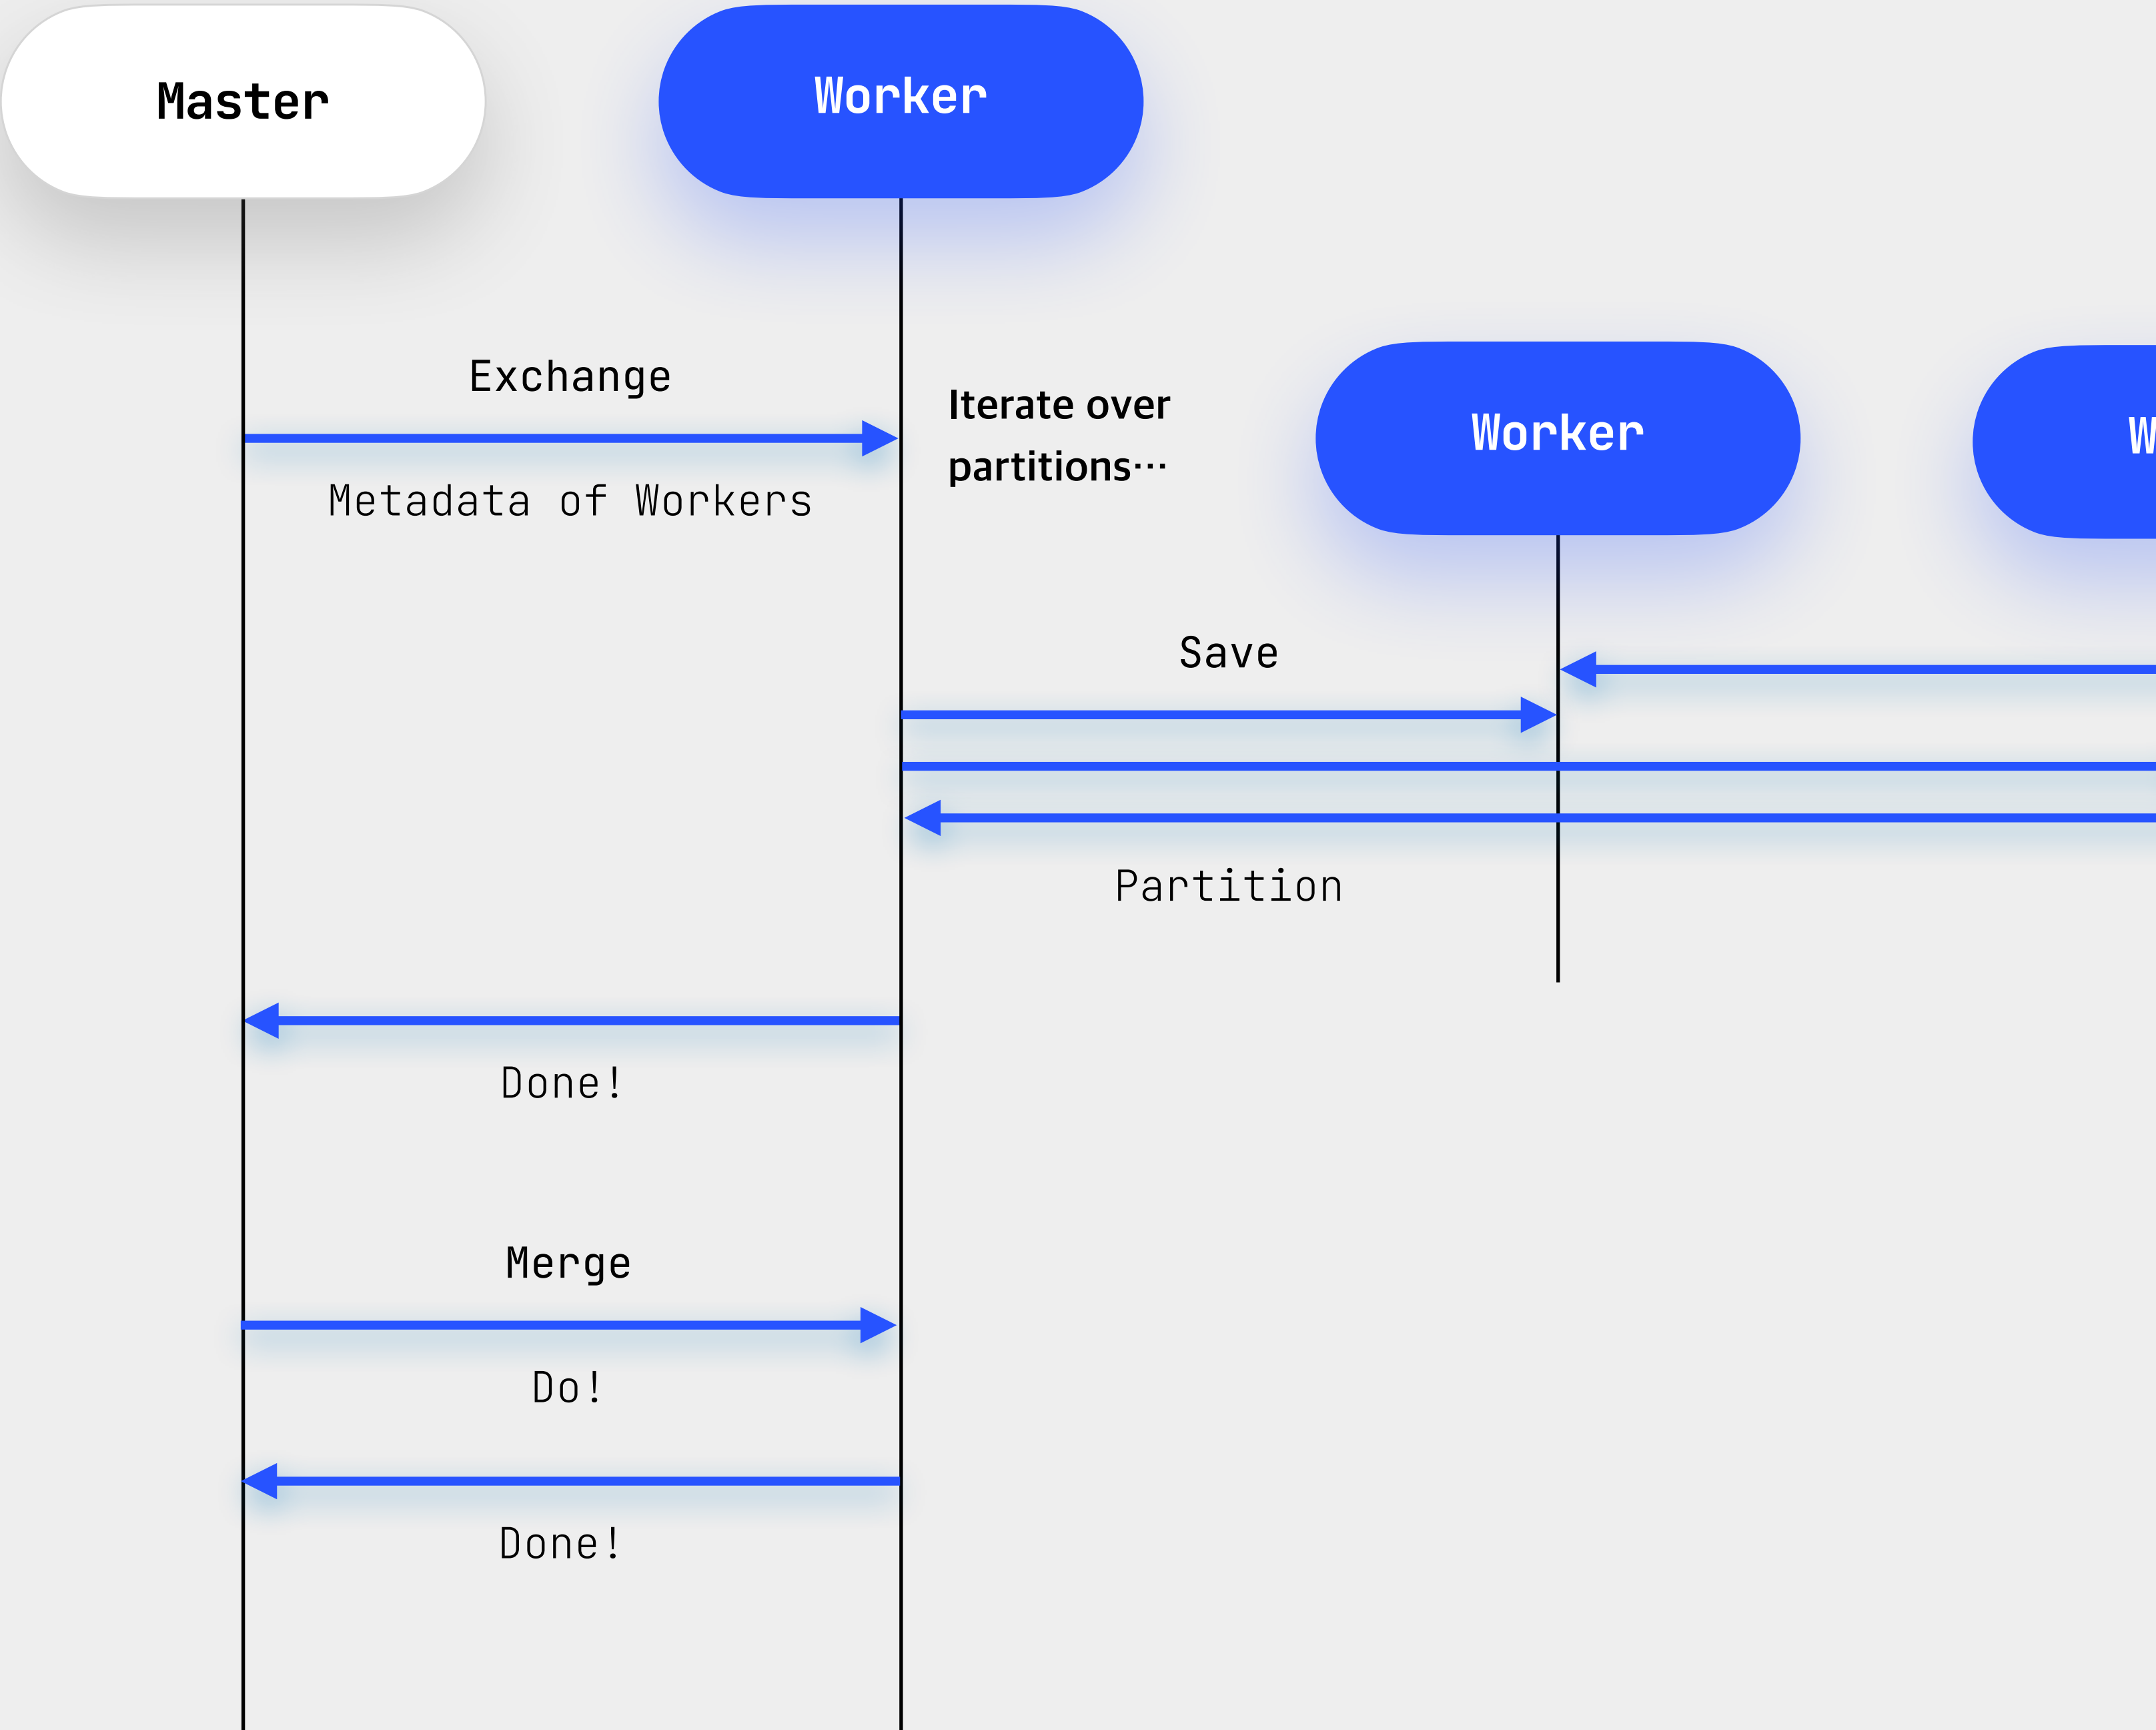 Master
Worker
Exchange
Metadata of Workers
Iterate over
partitions···
Worker
Save
Partition
Done!
Merge
Do!
Done!